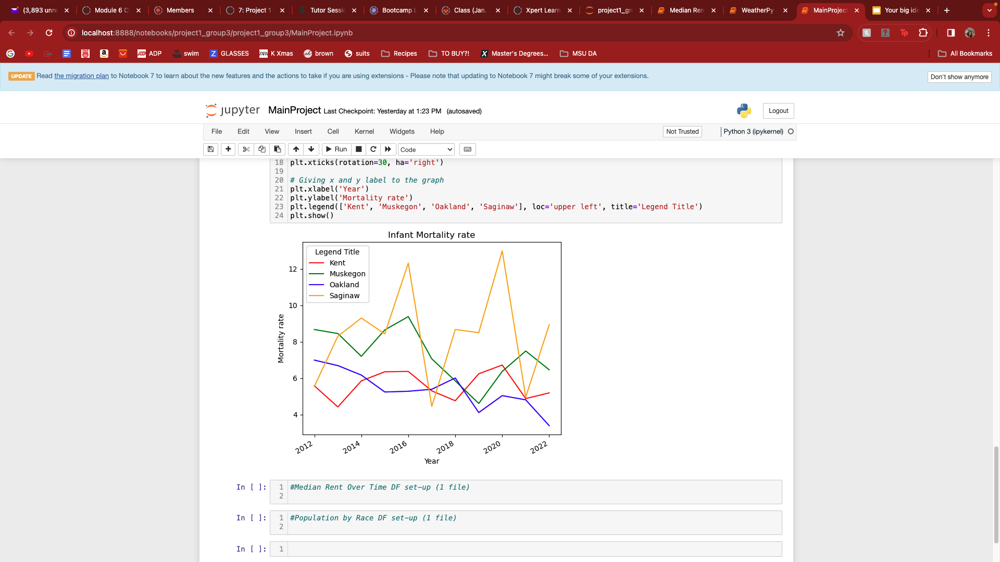 (3,893 unre
Module 6 C
Members
7: Project 1
Tutor Sessic
Bootcamp L
Class (Jan.
Xpert Learn
project1_gr
Median Ren
WeatherPy
MainProject
Your big ide
localhost:8888/notebooks/project1_group3/project1_group3/MainProject.ipynb
ADP
swim
GLASSES
K Xmas
brown
suits
Recipes
TO BUY?!
Master's Degrees...
MSU DA
All Bookmarks
UPDATE Read the migration plan to Notebook 7 to learn about the new features and the actions to take if you are using extensions - Please note that updating to Notebook 7 might break some of your extensions.
Don't show anymore
jupyter MainProject Last Checkpoint: Yesterday at 1:23 PM (autosaved)
Logout
File Edit View Insert Cell Kernel Widgets Help
Not Trusted
Python 3 (ipykernel)
Run
Code
18 plt.xticks(rotation=30, ha='right')
19
20 # Giving x and y label to the graph
21 plt.xlabel('Year')
22 plt.ylabel('Mortality rate')
23 plt.legend(['Kent', 'Muskegon', 'Oakland', 'Saginaw'], loc='upper left', title='Legend Title')
24 plt.show()
Infant Mortality rate
Legend Title
Kent
Muskegon
Oakland
Saginaw
12
10
8
6
4
Mortality rate
2012 2014 2016 2018 2020 2022
Year
In [ ]: 1 #Median Rent Over Time DF set-up (1 file)
2
In [ ]: 1 #Population by Race DF set-up (1 file)
2
In [ ]: 1